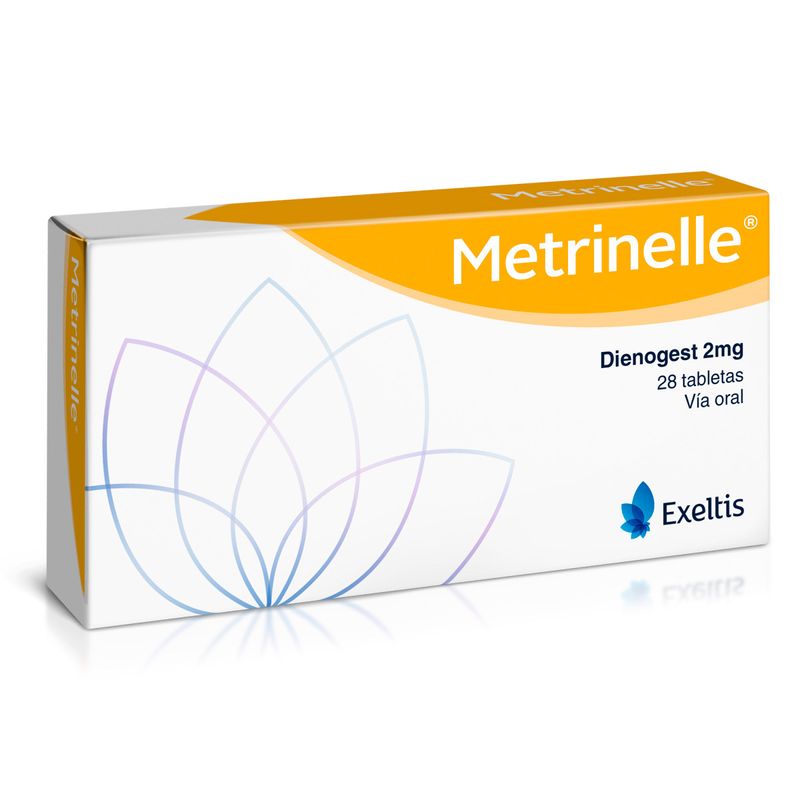 Metrinelle
Metrinelle®
Metrinelle
Dienogest 2mg
28 tabletas
Vía oral
Exeltis